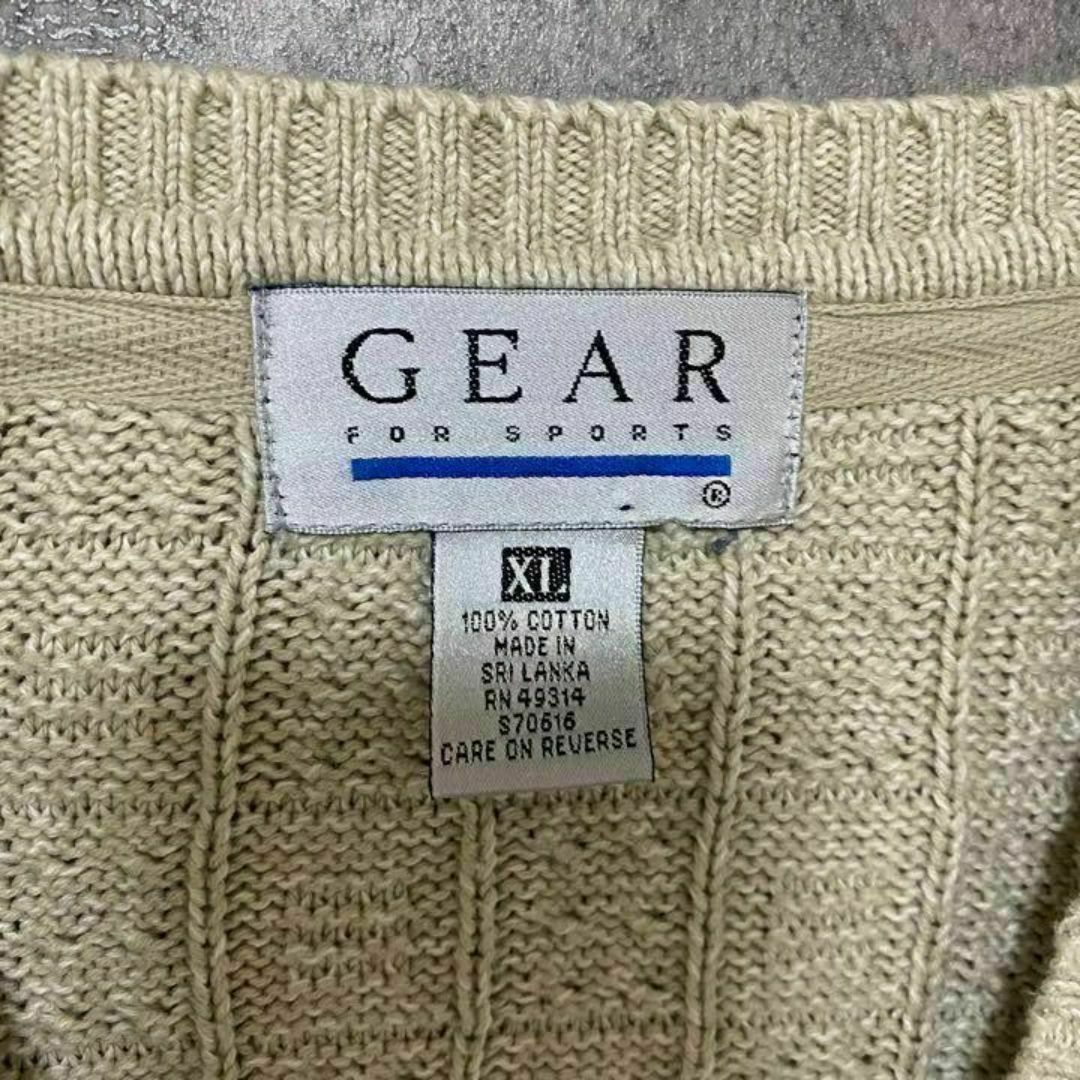 GEAR
FOR SPORTS
®
XL
100% COTTON
MADE IN
SRI LANKA
RN 49314
S70616
CARE ON REVERSE